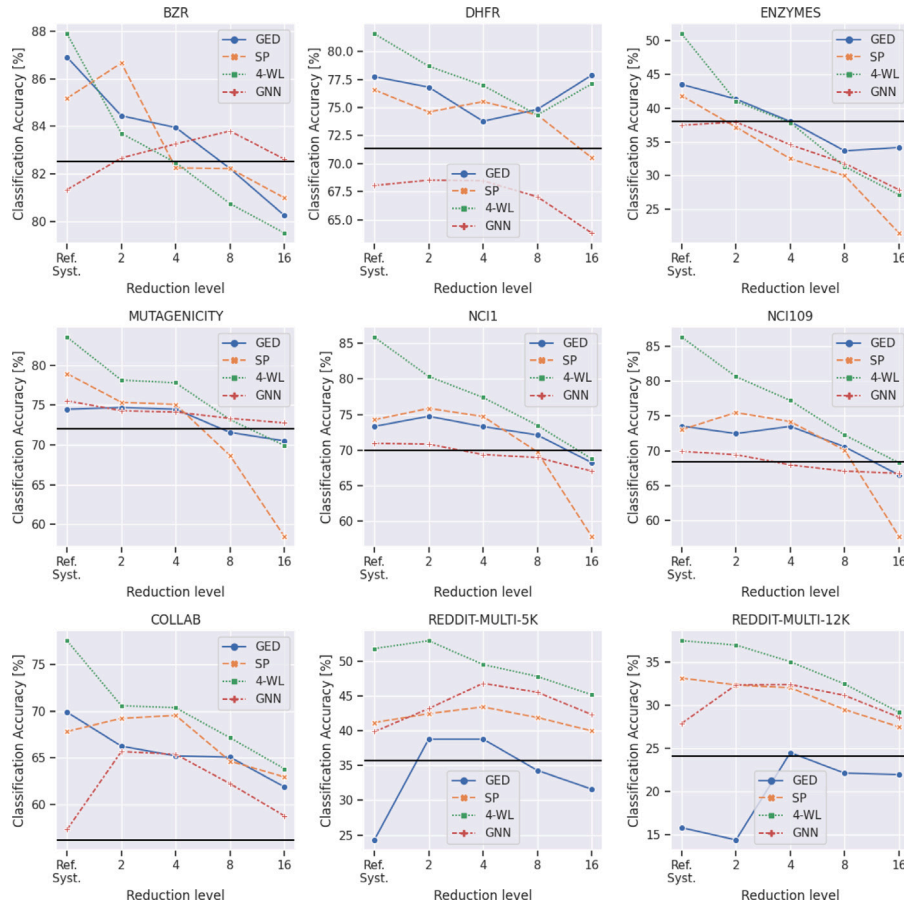 BZR
Classification Accuracy [%]
88
86
84
82
80
GED
SP
4-WL
GNN
Ref. Syst.
2
4
8
16
Reduction level
DHFR
Classification Accuracy [%]
80.0
77.5
75.0
72.5
70.0
67.5
65.0
GED
SP
4-WL
GNN
Ref. Syst.
2
4
8
16
Reduction level
ENZYMES
Classification Accuracy [%]
50
45
40
35
30
25
GED
SP
4-WL
GNN
Ref. Syst.
2
4
8
16
Reduction level
MUTAGENICITY
Classification Accuracy [%]
80
75
70
65
60
GED
SP
4-WL
GNN
Ref. Syst.
2
4
8
16
Reduction level
NCI1
Classification Accuracy [%]
85
80
75
70
65
60
GED
SP
4-WL
GNN
Ref. Syst.
2
4
8
16
Reduction level
NCI109
Classification Accuracy [%]
85
80
75
70
65
60
GED
SP
4-WL
GNN
Ref. Syst.
2
4
8
16
Reduction level
COLLAB
Classification Accuracy [%]
75
70
65
60
GED
SP
4-WL
GNN
Ref. Syst.
2
4
8
16
Reduction level
REDDIT-MULTI-5K
Classification Accuracy [%]
50
45
40
35
30
25
GED
SP
4-WL
GNN
Ref. Syst.
2
4
8
16
Reduction level
REDDIT-MULTI-12K
Classification Accuracy [%]
35
30
25
20
15
GED
SP
4-WL
GNN
Ref. Syst.
2
4
8
16
Reduction level